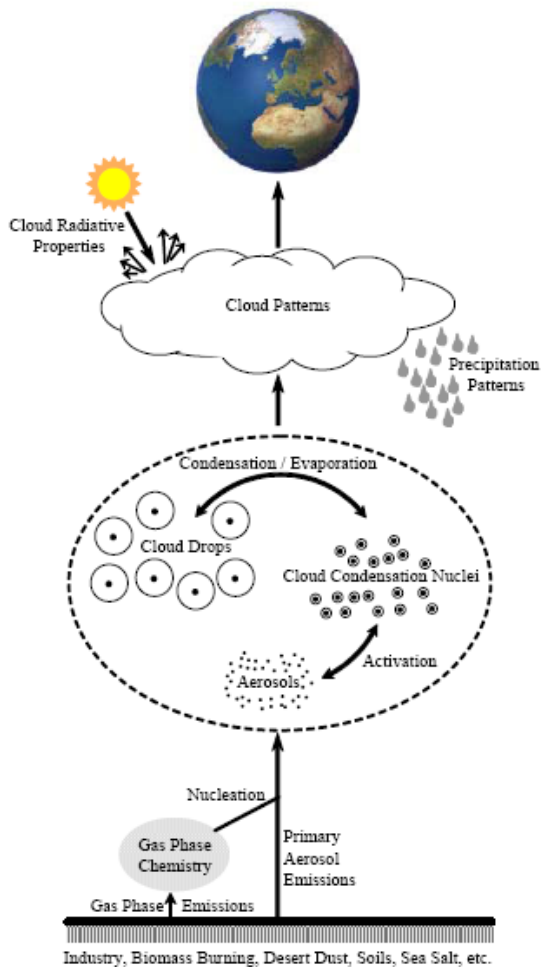 Cloud Radiative
Properties
Cloud Patterns
Precipitation
Patterns
Condensation / Evaporation
Cloud Drops
Cloud Condensation Nuclei
Activation
Aerosols
Nucleation
Gas Phase
Chemistry
Primary
Aerosol
Emissions
Gas Phase Emissions
Industry, Biomass Burning, Desert Dust, Soils, Sea Salt, etc.